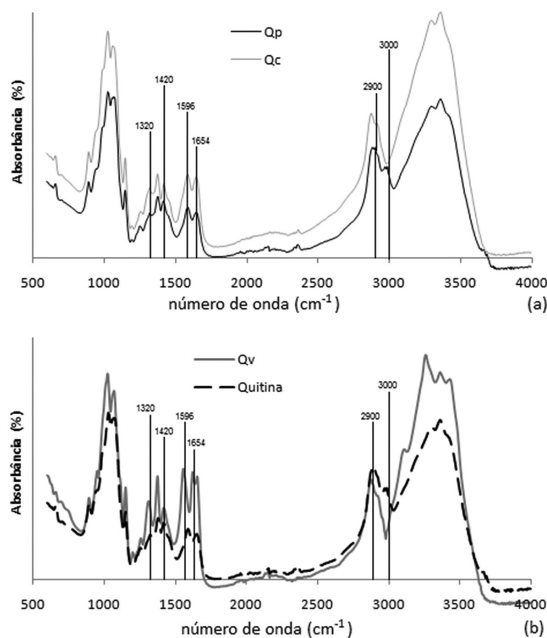 Qp
Qc
3000
1420
2900
1596
1320
1654
Absorbância (%)
500 1000 1500 2000 2500 3000 3500 4000
número de onda (cm-1) (a)
Qv
Quitina
3000
1320 1596
2900
1420
1654
Absorbância (%)
500 1000 1500 2000 2500 3000 3500 4000
número de onda (cm-1) (b)